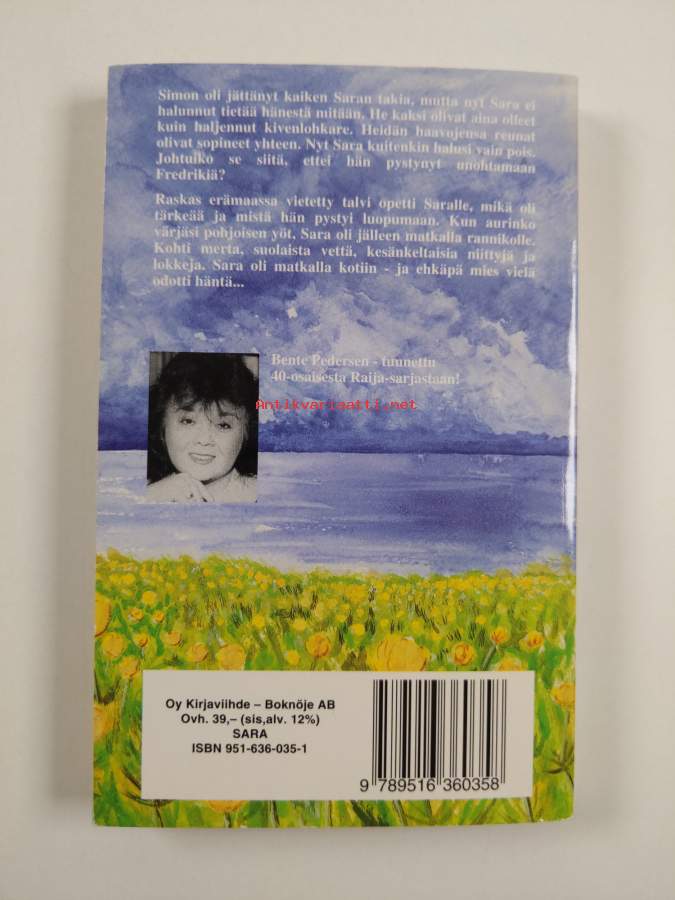 Simon oli jättänyt kaiken Saran takia, mutta nyt Sara ei
halunnut tietää hänestä mitään. He kaksi olivat aina olleet
kuin haljennut kivenlohkare. Heidän haavojensa reunat
olivat sopineet yhteen. Nyt Sara kuitenkin halusi vain pois.
Johtuiko se siitä, ettei hän pystynyt unohtamaan
Fredrikiä?
Raskas erämaassa vietetty talvi opetti Saralle, mikä oli
tärkeää ja mistä hän pystyi luopumaan. Kun aurinko
värjäsi pohjoisen yöt, Sara oli jälleen matkalla rannikolle.
Kohti merta, suolaista vettä, kesänkeltaisia niittyjä ja
lokkeja. Sara oli matkalla kotiin - ja ehkäpä mies vielä
odotti häntä...
Bente Pedersen - tunnettu
40-osaisesta Raija-sarjastaan!
Antikvariaatti.net
Oy Kirjaviihde – Boknöje AB
Ovh. 39,– (sis,alv. 12%)
SARA
ISBN 951-636-035-1
9 789516 360358